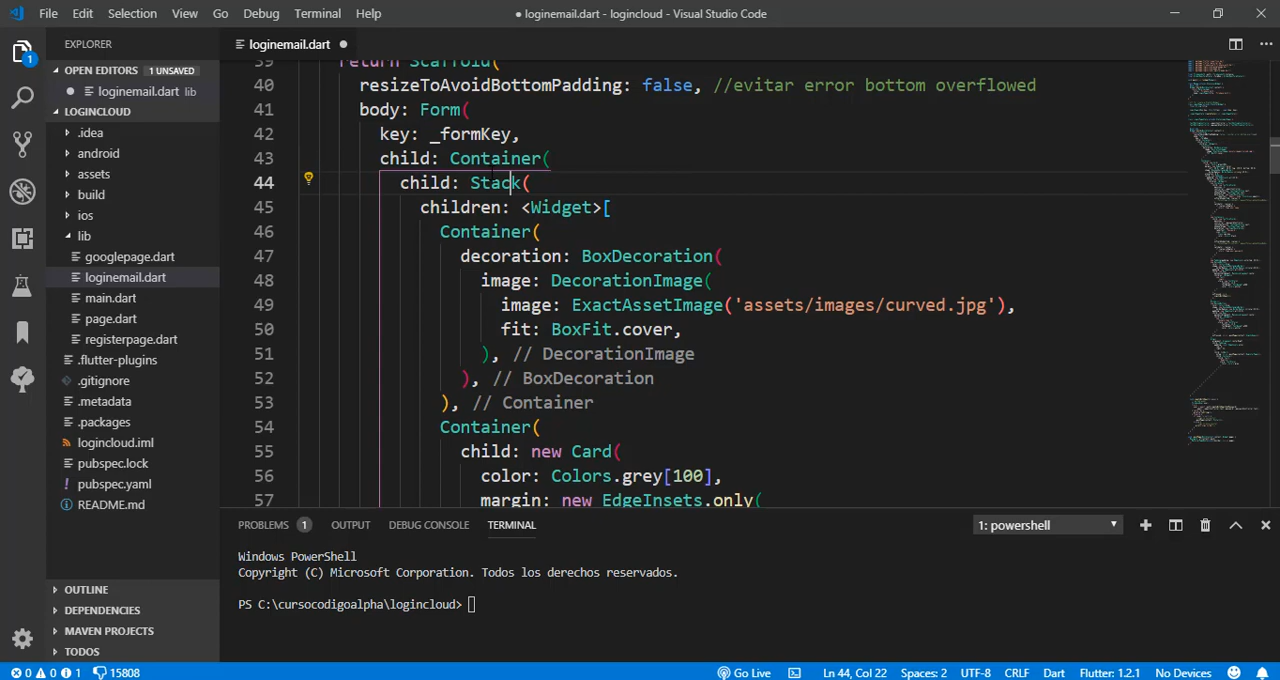 File Edit Selection View Go Debug Terminal Help
● loginemail.dart - logincloud - Visual Studio Code
EXPLORER
loginemail.dart ●
OPEN EDITORS 1 UNSAVED
● loginemail.dart lib
LOGINCLOUD
.idea
android
assets
build
ios
lib
googlepage.dart
loginemail.dart
main.dart
page.dart
registerpage.dart
.flutter-plugins
.gitignore
.metadata
.packages
logincloud.iml
pubspec.lock
! pubspec.yaml
README.md
OUTLINE
DEPENDENCIES
MAVEN PROJECTS
TODOS
1
39 return Scaffold(
40 resizeToAvoidBottomPadding: false, //evitar error bottom overflowed
41 body: Form(
42 key: _formKey,
43 child: Container(
44 child: Stack(
45 children: <Widget>[
46 Container(
47 decoration: BoxDecoration(
48 image: DecorationImage(
49 image: ExactAssetImage('assets/images/curved.jpg'),
50 fit: BoxFit.cover,
51 ), // DecorationImage
52 ), // BoxDecoration
53 ), // Container
54 Container(
55 child: new Card(
56 color: Colors.grey[100],
57 margin: new EdgeInsets.only(
PROBLEMS 1 OUTPUT DEBUG CONSOLE TERMINAL 1: powershell
Windows PowerShell
Copyright (C) Microsoft Corporation. Todos los derechos reservados.
PS C:\cursocodigoalpha\logincloud>
0 0 1 15808 Go Live Ln 44, Col 22 Spaces: 2 UTF-8 CRLF Dart Flutter: 1.2.1 No Devices